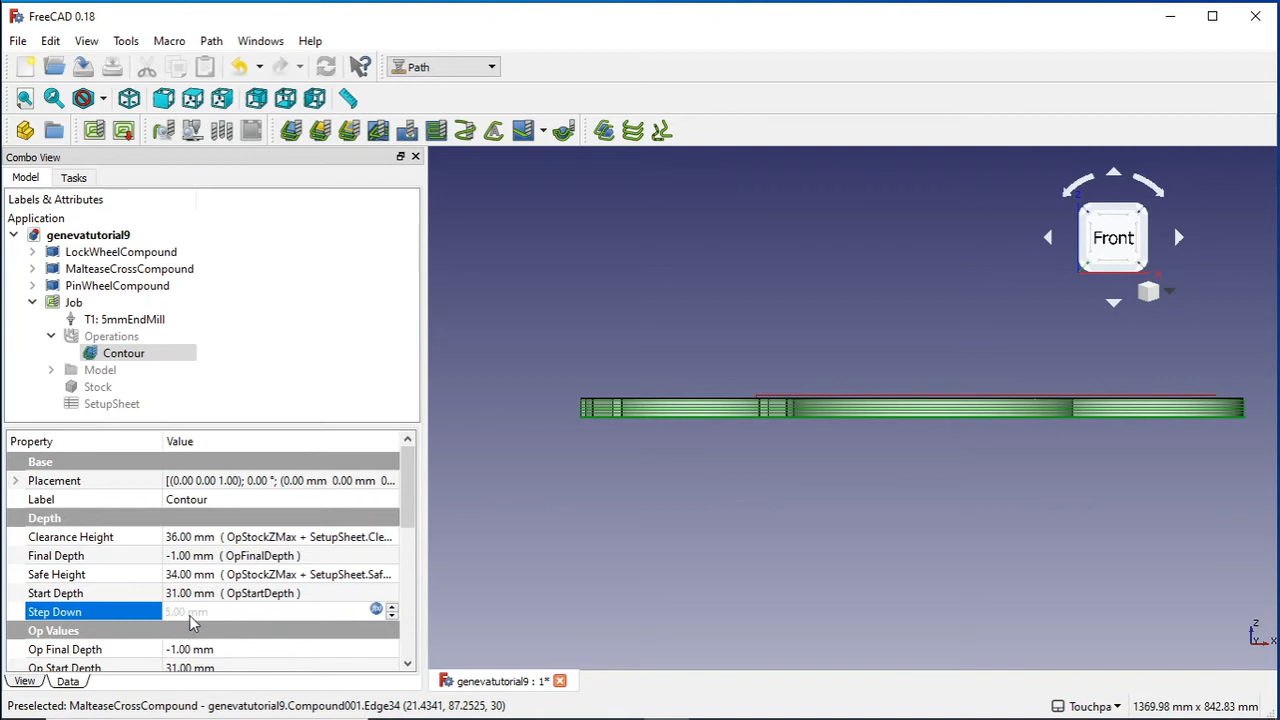 FreeCAD 0.18
File Edit View Tools Macro Path Windows Help
Path
Combo View
Model Tasks
Labels & Attributes
Application
genevatutorial9
LockWheelCompound
MalteaseCrossCompound
PinWheelCompound
Job
T1: 5mmEndMill
Operations
Contour
Model
Stock
SetupSheet
Front
Property Value
Base
Placement [(0.00 0.00 1.00); 0.00 °; (0.00 mm 0.00 mm 0...
Label Contour
Depth
Clearance Height 36.00 mm ( OpStockZMax + SetupSheet.Cle...
Final Depth -1.00 mm ( OpFinalDepth )
Safe Height 34.00 mm ( OpStockZMax + SetupSheet.Saf...
Start Depth 31.00 mm ( OpStartDepth )
Step Down 5.00 mm
Op Values
Op Final Depth -1.00 mm
Op Start Depth 31.00 mm
View Data
genevatutorial9 : 1*
Z
X
Y
Preselected: MalteaseCrossCompound - genevatutorial9.Compound001.Edge34 (21.4341, 87.2525, 30)
Touchpa
1369.98 mm x 842.83 mm